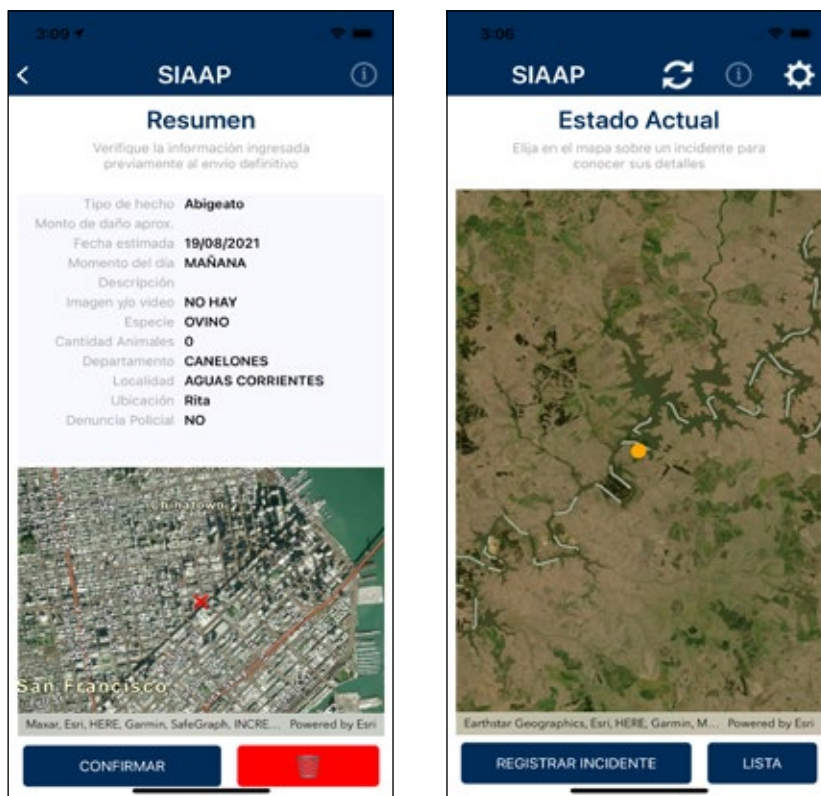 3:09
SIAAP
Resumen
Verifique la información ingresada
previamente al envío definitivo
Tipo de hecho Abigeato
Monto de daño aprox.
Fecha estimada 19/08/2021
Momento del día MAÑANA
Descripción
Imagen y/o video NO HAY
Especie OVINO
Cantidad Animales 0
Departamento CANELONES
Localidad AGUAS CORRIENTES
Ubicación Rita
Denuncia Policial NO
Chinatown
San Francisco
Maxar, Esri, HERE, Garmin, SafeGraph, INCRE... Powered by Esri
CONFIRMAR
3:06
SIAAP
Estado Actual
Elija en el mapa sobre un incidente para
conocer sus detalles
Earthstar Geographics, Esri, HERE, Garmin, M... Powered by Esri
REGISTRAR INCIDENTE
LISTA